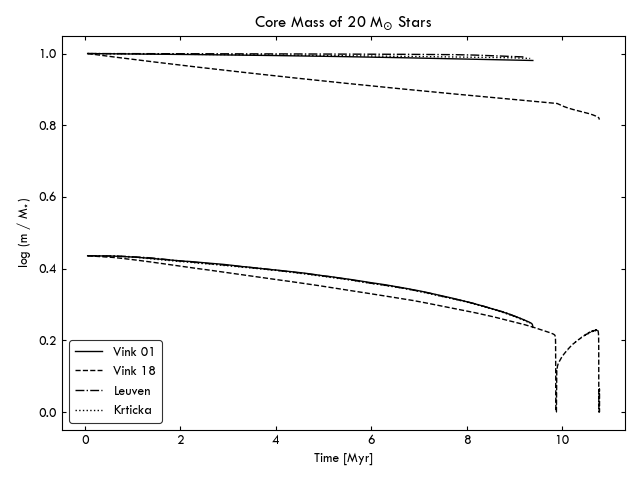 Core Mass of 20 M☉ Stars
log (m / M⋆)
1.0
0.8
0.6
0.4
0.2
0.0
Vink 01
Vink 18
Leuven
Krticka
0 2 4 6 8 10
Time [Myr]